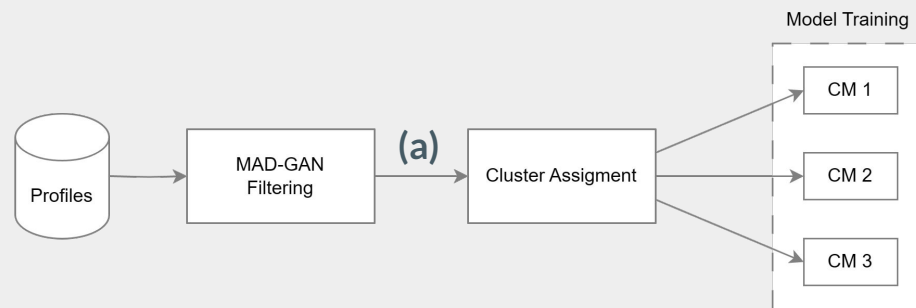 Model Training
CM 1
(a)
MAD-GAN
Filtering
Cluster Assigment
CM 2
Profiles
CM 3